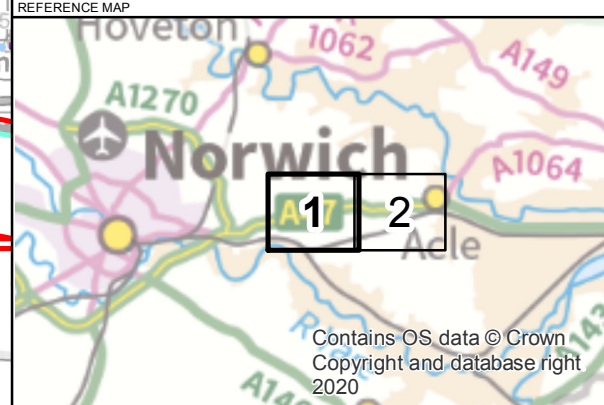 REFERENCE MAP
Hoveton
1062
A149
A1270
Norwich
A1064
1
2
Acle
Contains OS data © Crown
Copyright and database right
2020